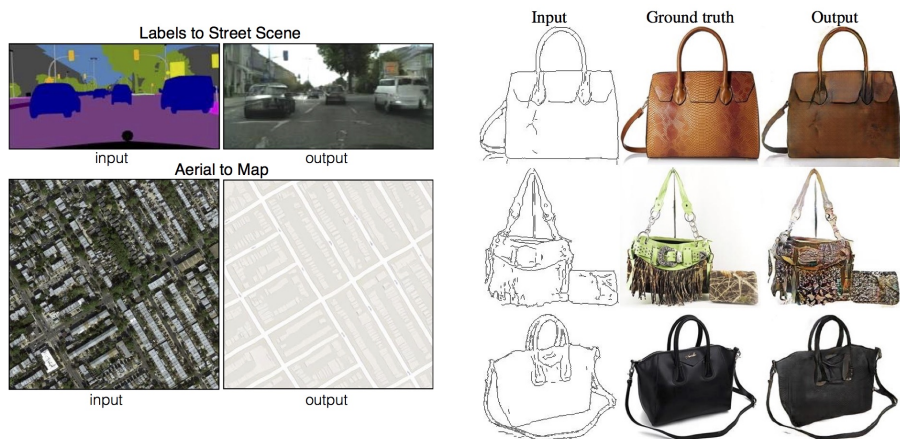 Labels to Street Scene
input
output
Aerial to Map
input
output
Input
Ground truth
Output